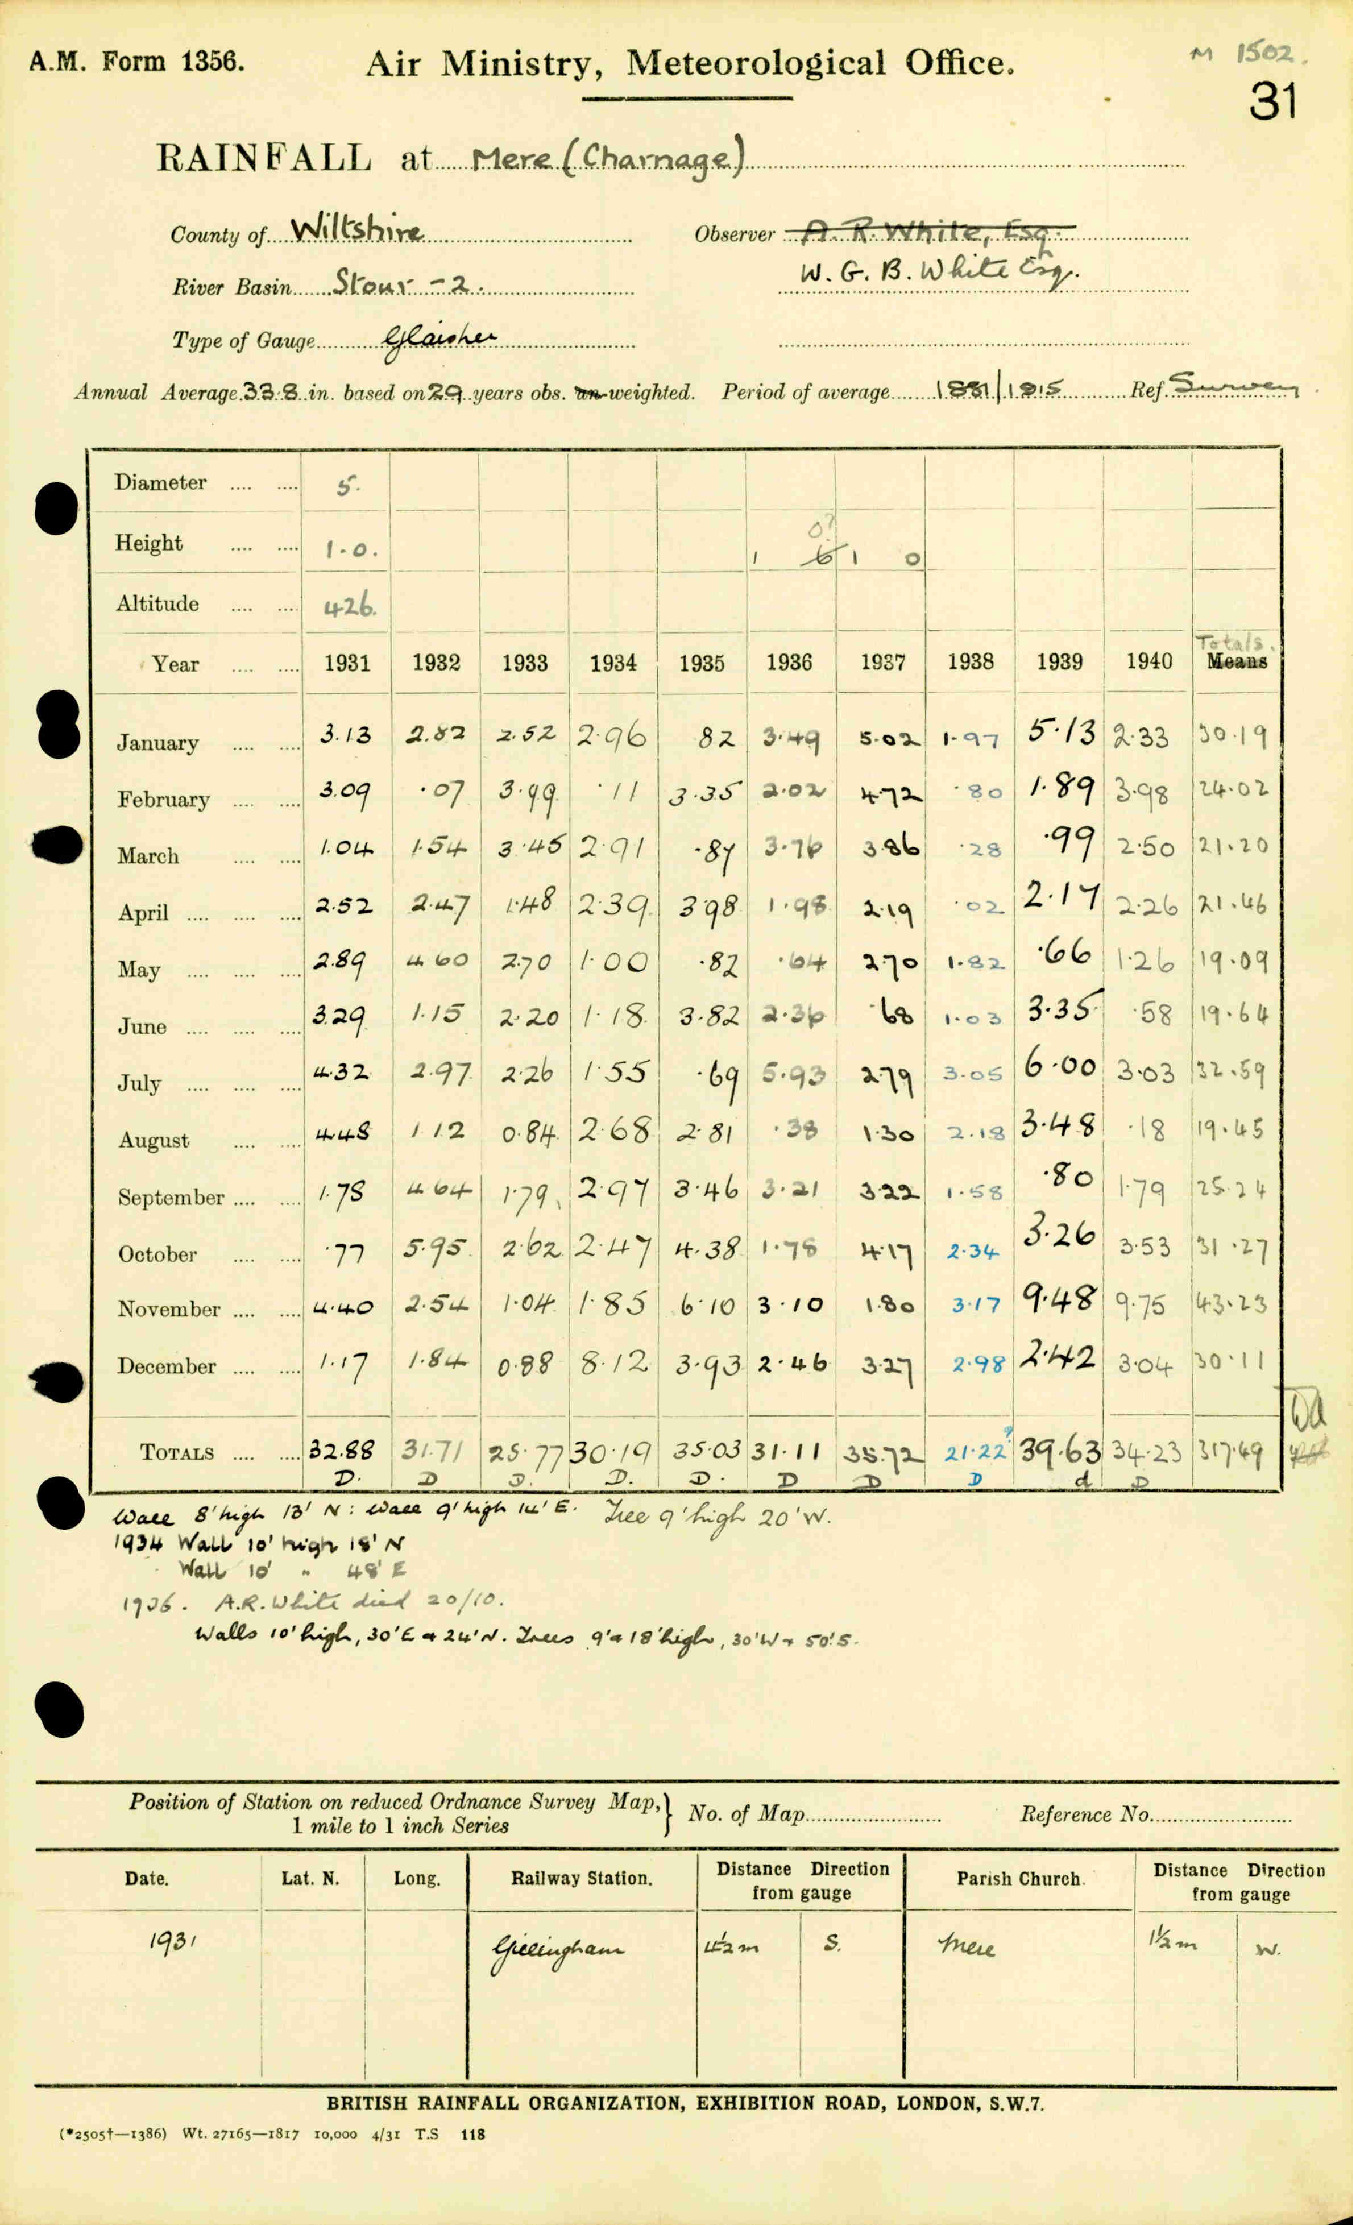 A.M. Form 1356.
Air Ministry, Meteorological Office.
M 1502.
31
RAINFALL at Mere (Charnage)
County of Wiltshire
Observer A. R. White, Esq.
W. G. B. White Esq.
River Basin Stour - 2.
Type of Gauge Glaisher
Annual Average 33.8 in. based on 29 years obs. un-weighted. Period of average 1881/1915 Ref. Survey
Diameter .... .... 5.
Height .... .... 1.0. 0? 1 6 1 0
Altitude .... .... 426.
Totals.
Year .... .... 1931 1932 1933 1934 1935 1936 1937 1938 1939 1940 Means
January .... .... 3.13 2.82 2.52 2.96 82 3.49 5.02 1.97 5.13 2.33 30.19
February .... .... 3.09 .07 3.99 .11 3.35 2.02 4.72 .80 1.89 3.98 24.02
March .... .... 1.04 1.54 3.45 2.91 .87 3.76 3.86 .28 .99 2.50 21.20
April .... .... .... 2.52 2.47 1.48 2.39 3.98 1.98 2.19 .02 2.17 2.26 21.46
May .... .... .... 2.89 4.60 2.70 1.00 .82 .64 2.70 1.82 .66 1.26 19.09
June .... .... .... 3.29 1.15 2.20 1.18 3.82 2.36 .68 1.03 3.35 .58 19.64
July .... .... .... 4.32 2.97 2.26 1.55 .69 5.93 2.79 3.05 6.00 3.03 32.59
August .... .... 4.48 1.12 0.84 2.68 2.81 .38 1.30 2.18 3.48 .18 19.45
September .... .... 1.78 4.64 1.79 2.97 3.46 3.21 3.22 1.58 .80 1.79 25.24
October .... .... .77 5.95 2.62 2.47 4.38 1.78 4.17 2.34 3.26 3.53 31.27
November .... .... 4.40 2.54 1.04 1.85 6.10 3.10 1.80 3.17 9.48 9.75 43.23
December .... .... 1.17 1.84 0.88 8.12 3.93 2.46 3.27 2.98 2.42 3.04 30.11
TOTALS .... .... 32.88 31.71 25.77 30.19 35.03 31.11 35.72 21.22? 39.63 34.23 317.49
D. D D. D. D. D D D d D
Wall 8' high 13' N: Wall 9' high 14' E. Tree 9' high 20' W.
1934 Wall 10' high 18' N
Wall 10' " 48' E
1936. A.R. White died 20/10.
Walls 10' high, 30' E & 24' N. Trees 9' & 18' high, 30' W & 50' S.
Position of Station on reduced Ordnance Survey Map,
1 mile to 1 inch Series
No. of Map
Reference No.
Date. Lat. N. Long. Railway Station. Distance Direction from gauge Parish Church. Distance Direction from gauge
1931 Gillingham 4½ m S. Mere 1½ m W.
BRITISH RAINFALL ORGANIZATION, EXHIBITION ROAD, LONDON, S.W.7.
(*2505†—1386) Wt. 27165—1817 10,000 4/31 T.S 118